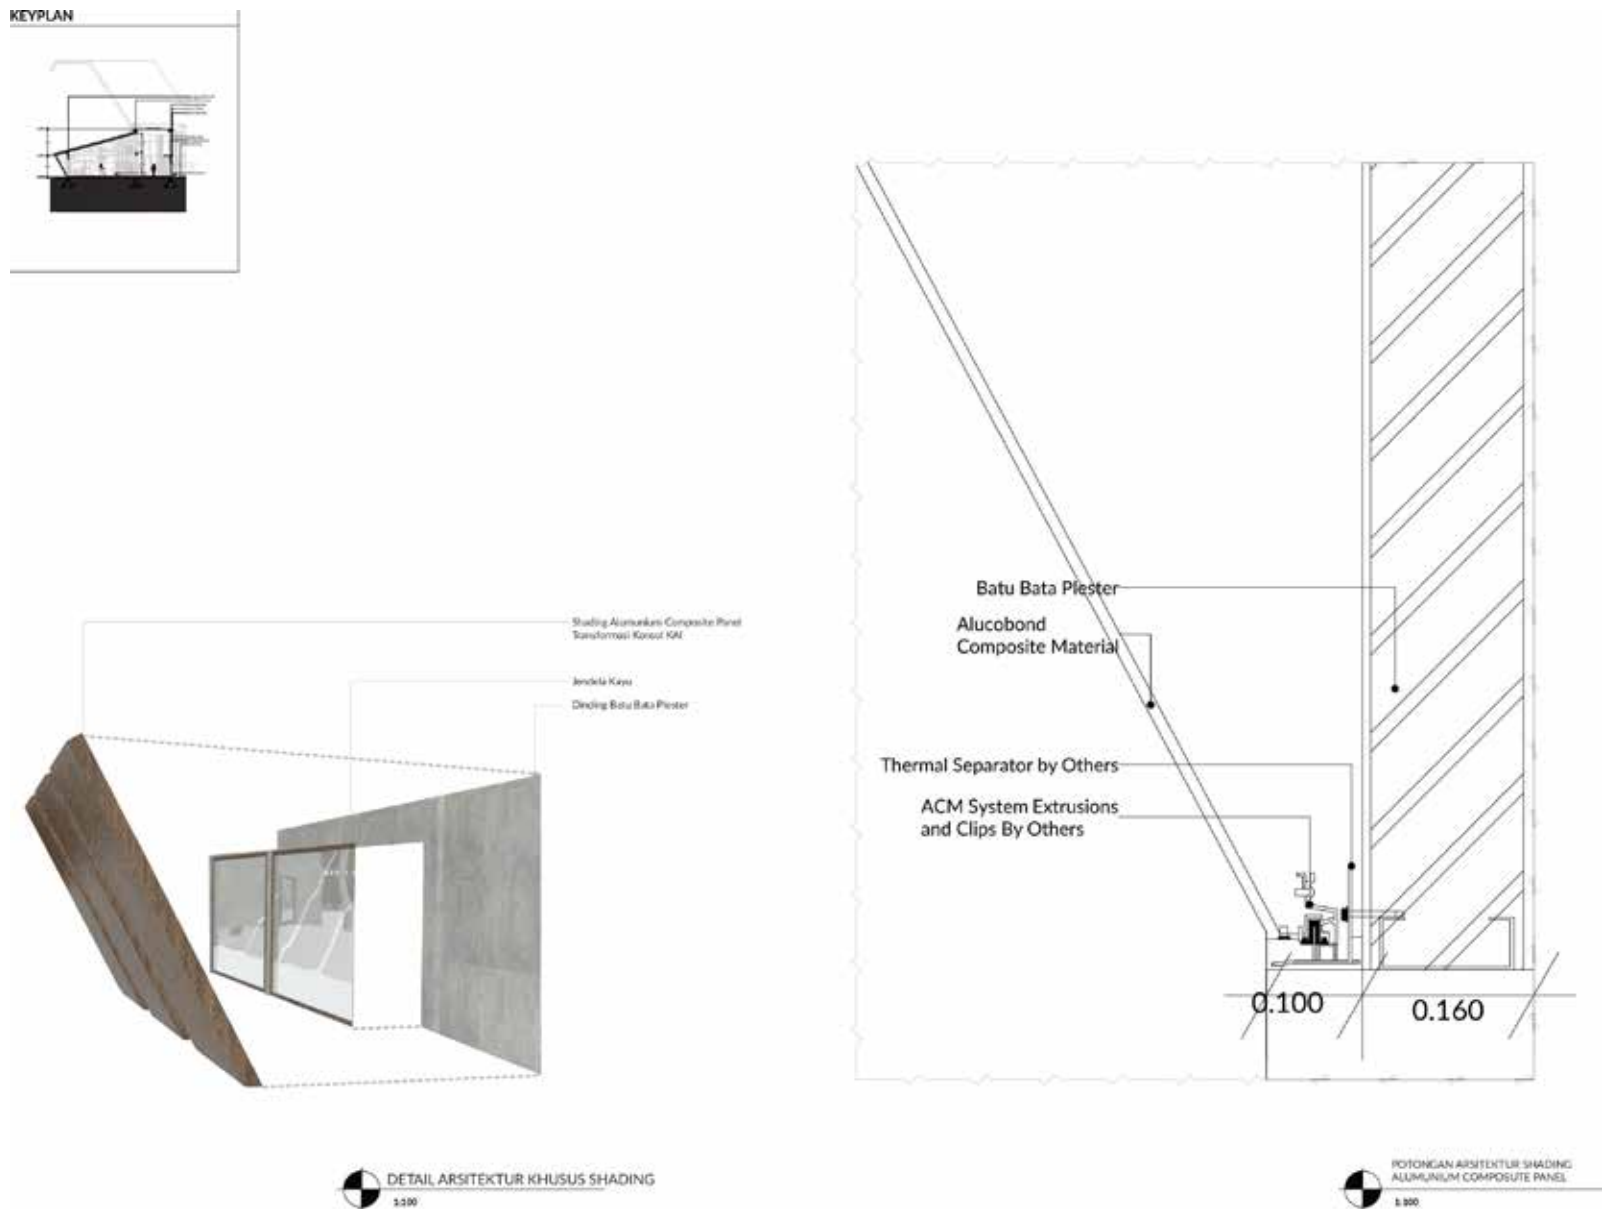 KEYPLAN
Batu Bata Plester
Alucobond
Composite Material
Thermal Separator by Others
ACM System Extrusions
and Clips By Others
0.100
0.160
Shading Alumunium Composite Panel
Transformasi Konsol KAI
Jendela Kayu
Dinding Batu Bata Plester
DETAIL ARSITEKTUR KHUSUS SHADING
1:100
POTONGAN ARSITEKTUR SHADING
ALUMUNIUM COMPOSUTE PANEL
1:100